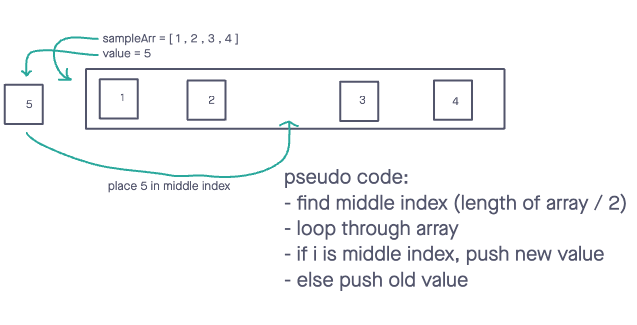 sampleArr = [ 1 , 2 , 3 , 4 ]
value = 5
5
1
2
3
4
place 5 in middle index
pseudo code:
- find middle index (length of array / 2)
- loop through array
- if i is middle index, push new value
- else push old value